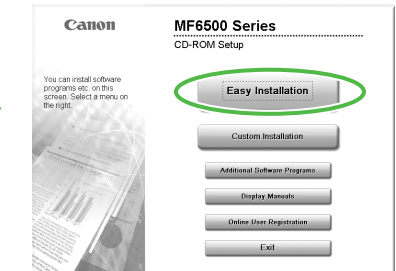 Canon
MF6500 Series
CD-ROM Setup
You can install software
programs etc. on this
screen. Select a menu on
the right.
Easy Installation
Custom Installation
Additional Software Programs
Display Manuals
Online User Registration
Exit